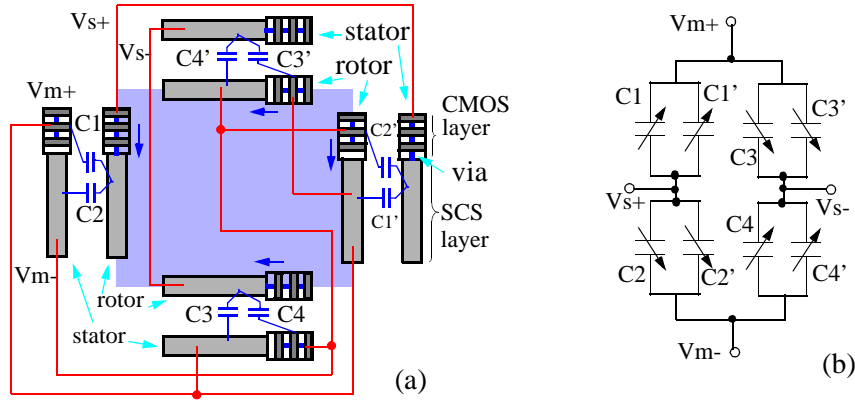 Vs+
Vs-
C4'
C3'
stator
rotor
Vm+
C1
C2
C2'
C1'
CMOS
layer
via
SCS
layer
Vm-
rotor
stator
C3
C4
(a)
Vm+
C1
C1'
C3
C3'
Vs+
Vs-
C2
C2'
C4
C4'
Vm-
(b)